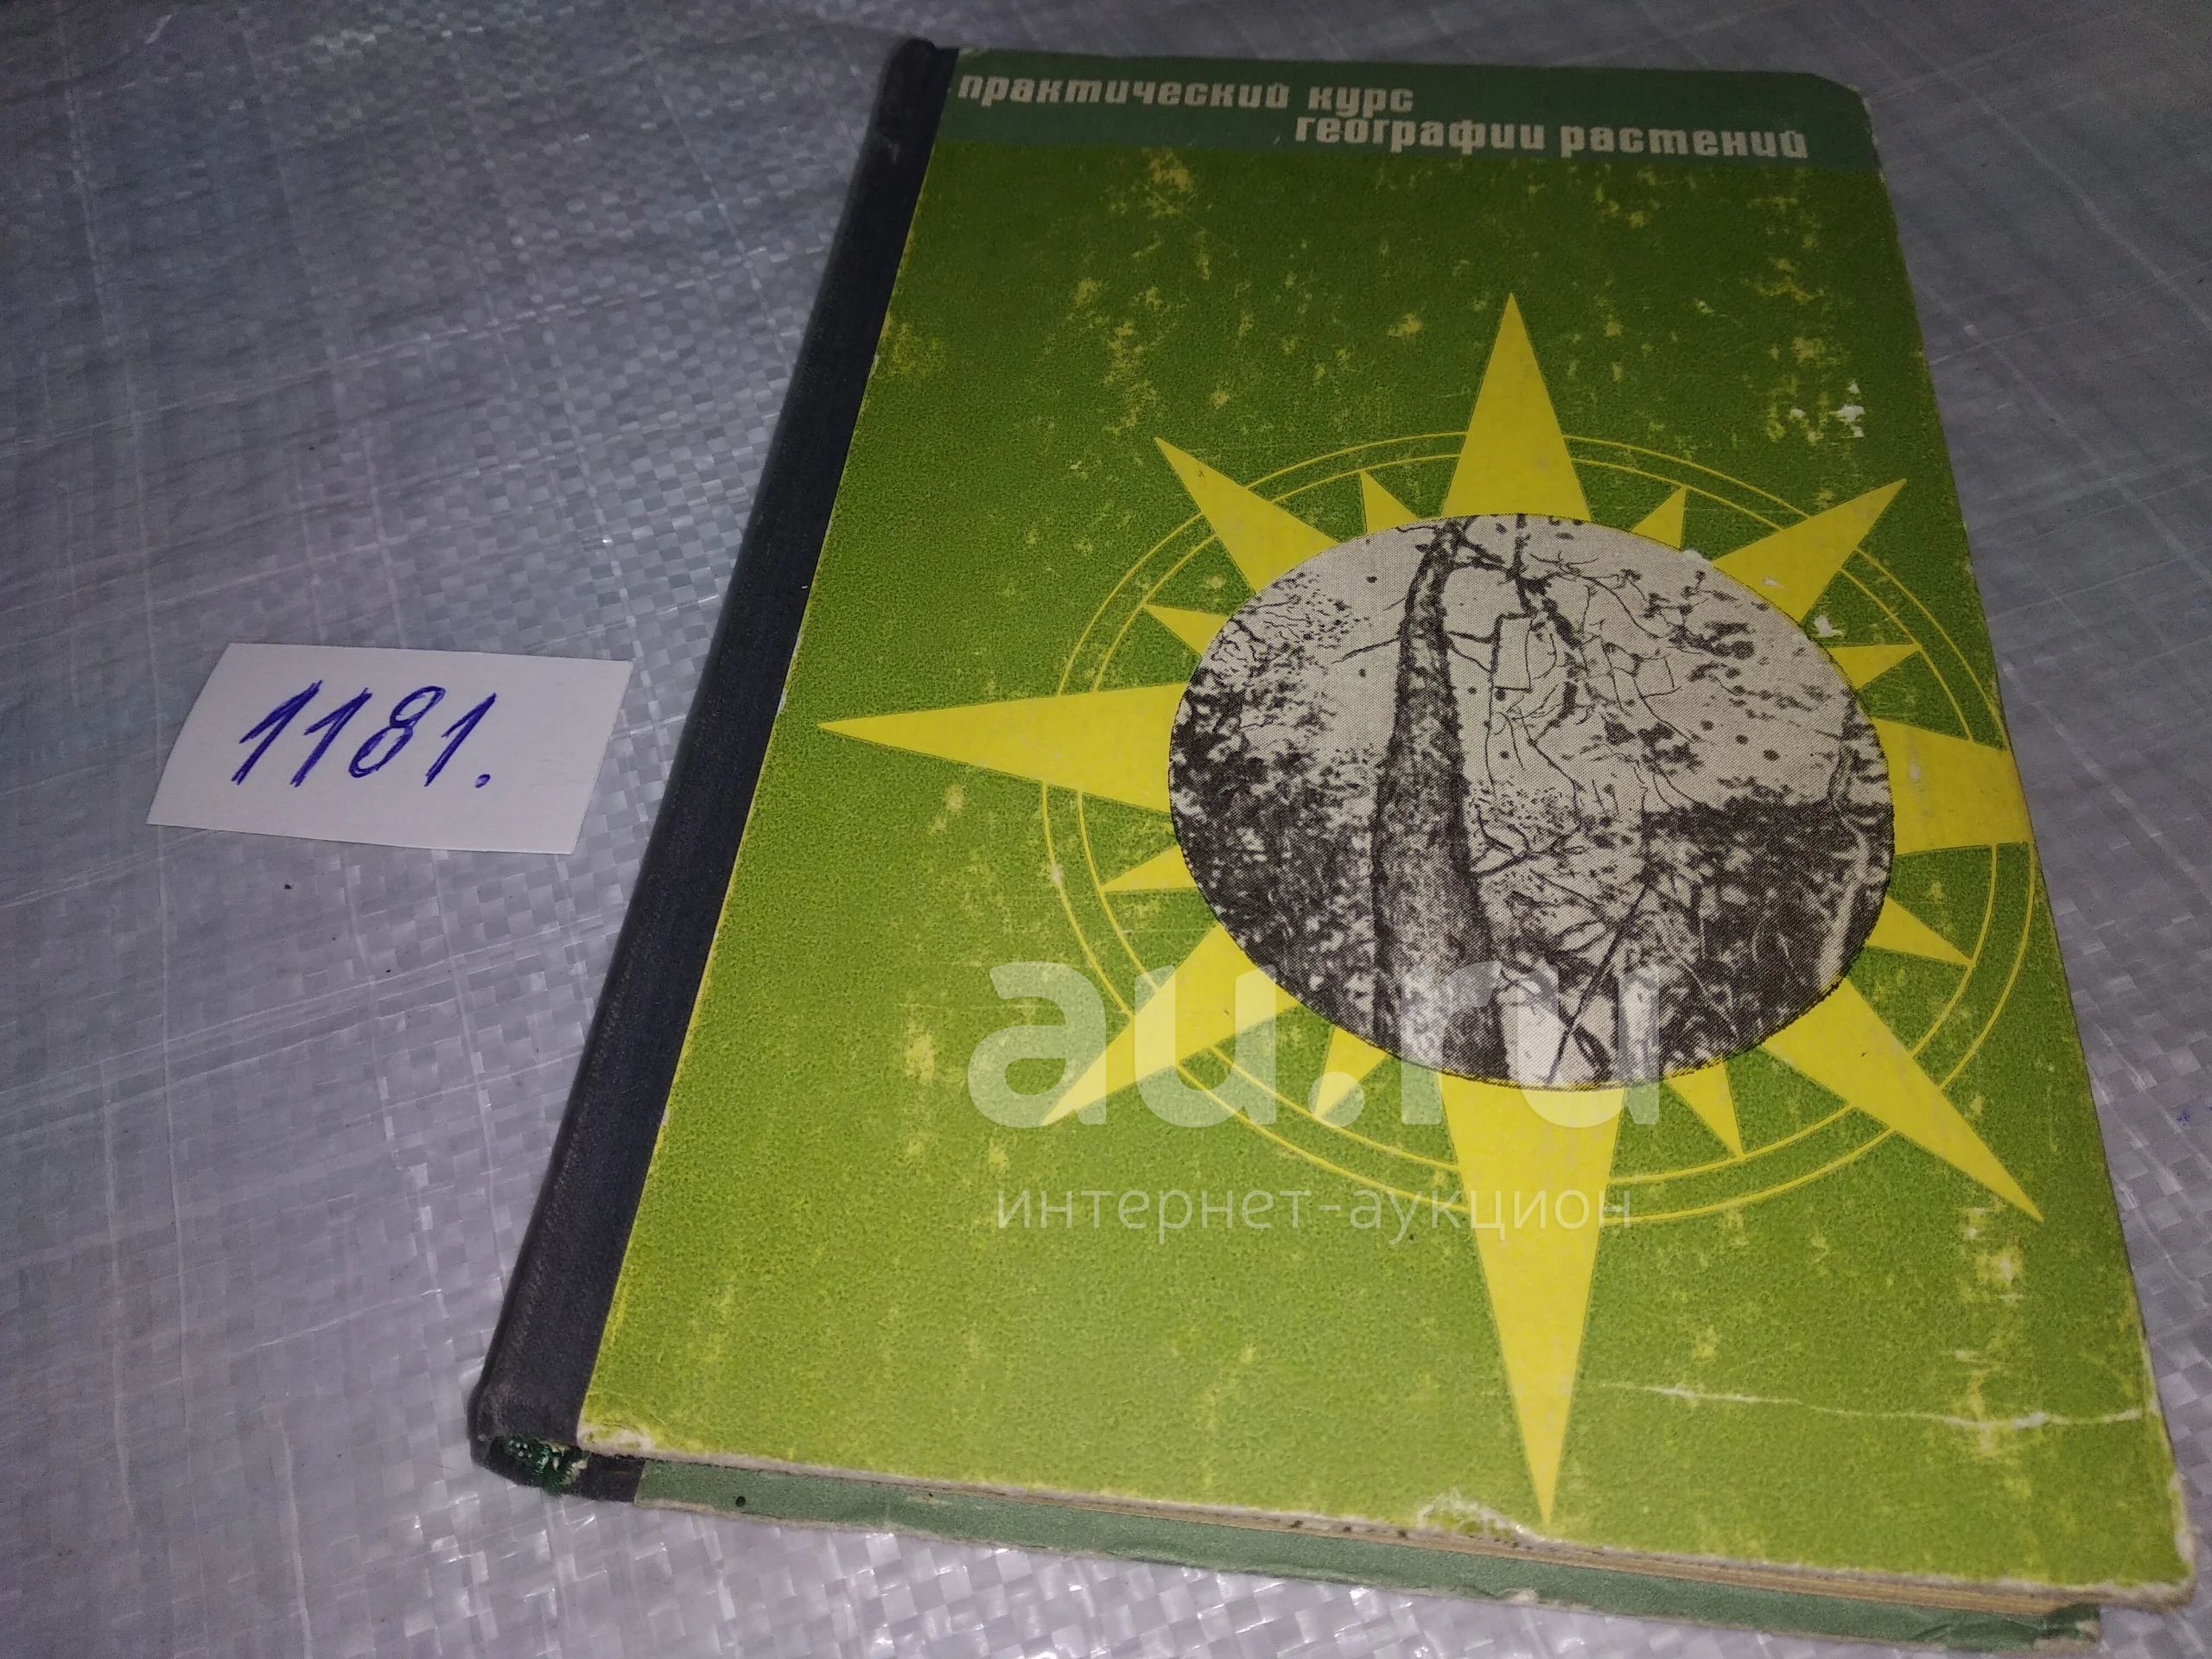 практический курс
географии растений
1181.
au.ru
интернет-аукцион